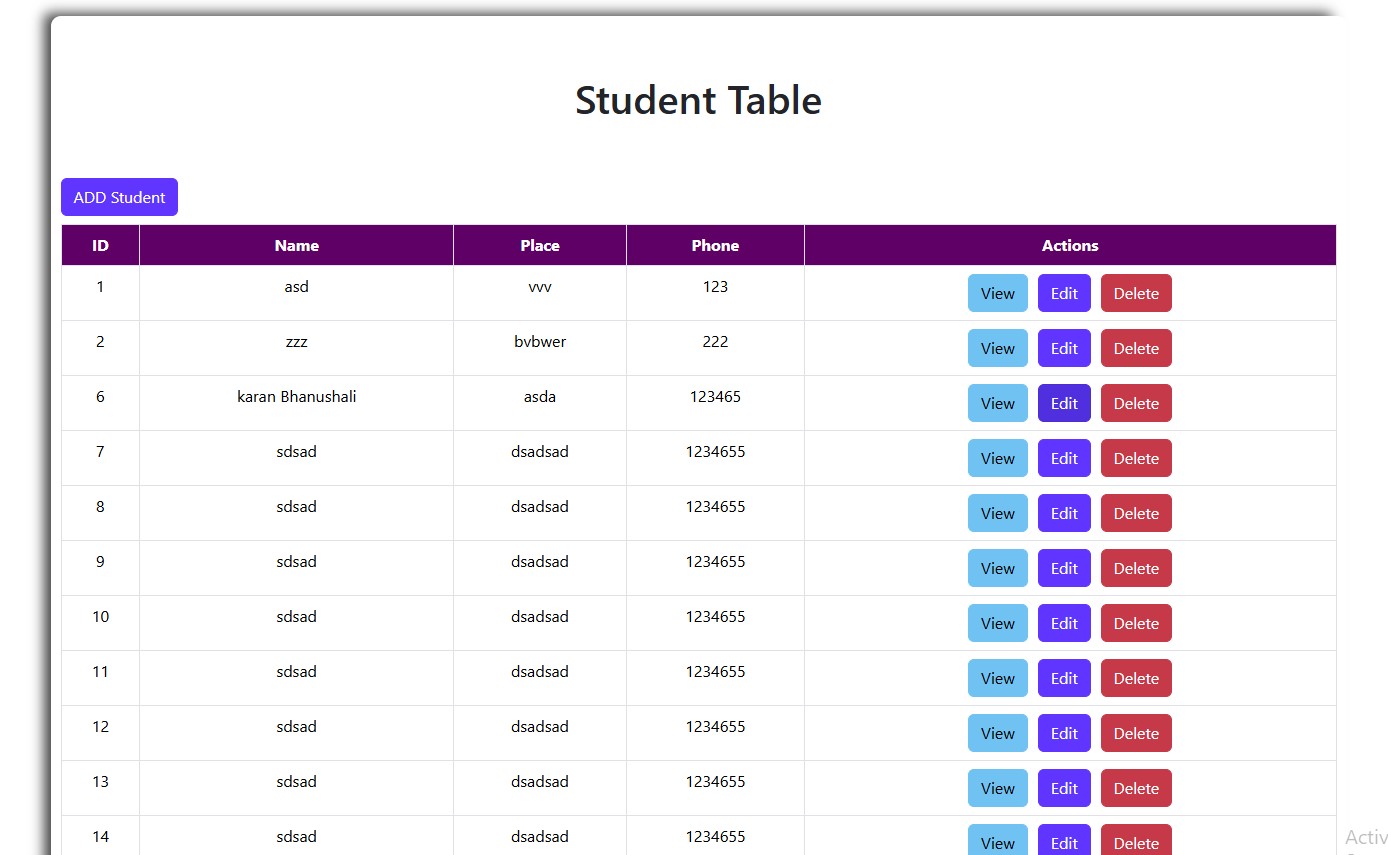 Student Table
ADD Student
ID Name Place Phone Actions
1 asd vvv 123 View Edit Delete
2 zzz bvbwer 222 View Edit Delete
6 karan Bhanushali asda 123465 View Edit Delete
7 sdsad dsadsad 1234655 View Edit Delete
8 sdsad dsadsad 1234655 View Edit Delete
9 sdsad dsadsad 1234655 View Edit Delete
10 sdsad dsadsad 1234655 View Edit Delete
11 sdsad dsadsad 1234655 View Edit Delete
12 sdsad dsadsad 1234655 View Edit Delete
13 sdsad dsadsad 1234655 View Edit Delete
14 sdsad dsadsad 1234655 View Edit Delete
Activ